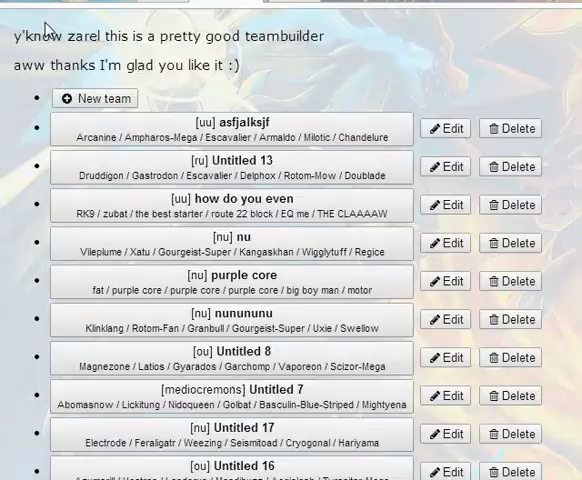 y'know zarel this is a pretty good teambuilder
aww thanks I'm glad you like it :)
New team
[uu] asfjalksjf
Arcanine / Ampharos-Mega / Escavalier / Armaldo / Milotic / Chandelure
Edit Delete
[ru] Untitled 13
Druddigon / Gastrodon / Escavalier / Delphox / Rotom-Mow / Doublade
Edit Delete
[uu] how do you even
RK9 / zubat / the best starter / route 22 block / EQ me / THE CLAAAAW
Edit Delete
[nu] nu
Vileplume / Xatu / Gourgeist-Super / Kangaskhan / Wigglytuff / Regice
Edit Delete
[nu] purple core
fat / purple core / purple core / purple core / big boy man / motor
Edit Delete
[nu] nunununu
Klinklang / Rotom-Fan / Granbull / Gourgeist-Super / Uxie / Swellow
Edit Delete
[ou] Untitled 8
Magnezone / Latios / Gyarados / Garchomp / Vaporeon / Scizor-Mega
Edit Delete
[mediocremons] Untitled 7
Abomasnow / Lickitung / Nidoqueen / Golbat / Basculin-Blue-Striped / Mightyena
Edit Delete
[nu] Untitled 17
Electrode / Feraligatr / Weezing / Seismitoad / Cryogonal / Hariyama
Edit Delete
[ou] Untitled 16
Edit Delete